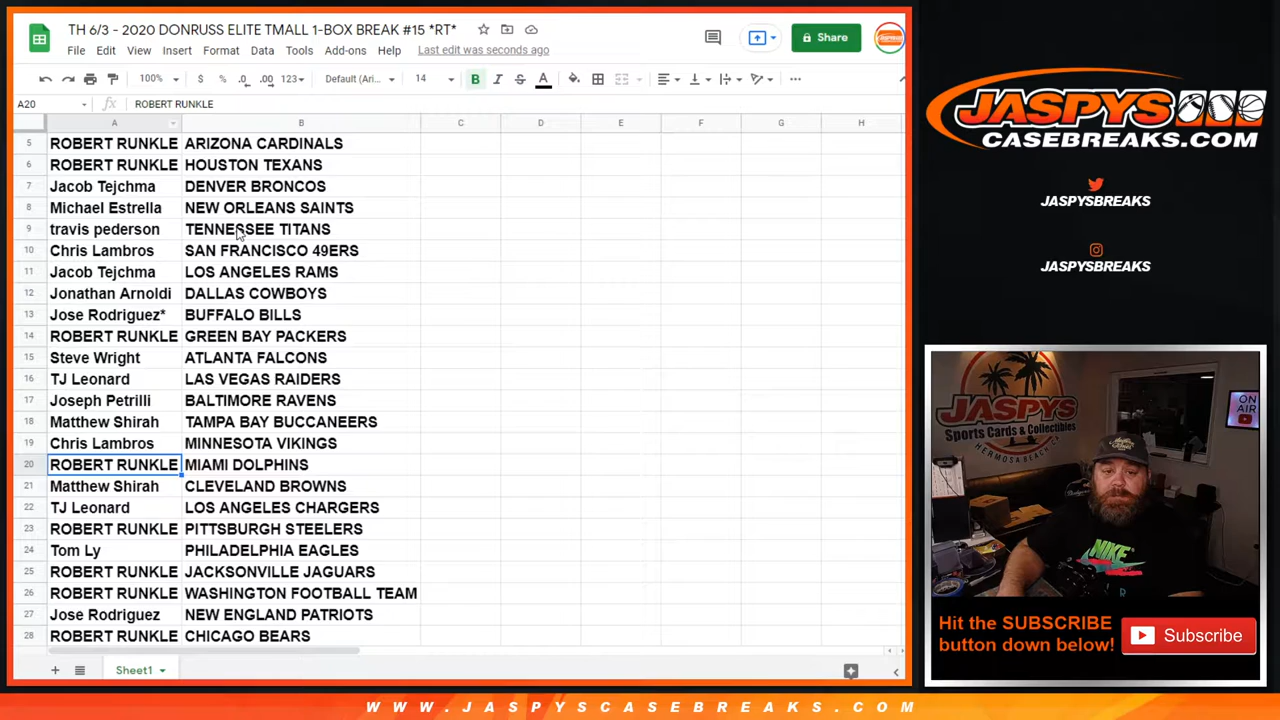 TH 6/3 - 2020 DONRUSS ELITE TMALL 1-BOX BREAK #15 *RT*
File Edit View Insert Format Data Tools Add-ons Help Last edit was seconds ago
Share
100% $ % .0 .00 123 Default (Ari... 14 B I S A
A20 fx ROBERT RUNKLE
A B C D E F G H
5 ROBERT RUNKLE ARIZONA CARDINALS
6 ROBERT RUNKLE HOUSTON TEXANS
7 Jacob Tejchma DENVER BRONCOS
8 Michael Estrella NEW ORLEANS SAINTS
9 travis pederson TENNESSEE TITANS
10 Chris Lambros SAN FRANCISCO 49ERS
11 Jacob Tejchma LOS ANGELES RAMS
12 Jonathan Arnoldi DALLAS COWBOYS
13 Jose Rodriguez* BUFFALO BILLS
14 ROBERT RUNKLE GREEN BAY PACKERS
15 Steve Wright ATLANTA FALCONS
16 TJ Leonard LAS VEGAS RAIDERS
17 Joseph Petrilli BALTIMORE RAVENS
18 Matthew Shirah TAMPA BAY BUCCANEERS
19 Chris Lambros MINNESOTA VIKINGS
20 ROBERT RUNKLE MIAMI DOLPHINS
21 Matthew Shirah CLEVELAND BROWNS
22 TJ Leonard LOS ANGELES CHARGERS
23 ROBERT RUNKLE PITTSBURGH STEELERS
24 Tom Ly PHILADELPHIA EAGLES
25 ROBERT RUNKLE JACKSONVILLE JAGUARS
26 ROBERT RUNKLE WASHINGTON FOOTBALL TEAM
27 Jose Rodriguez NEW ENGLAND PATRIOTS
28 ROBERT RUNKLE CHICAGO BEARS
Sheet1
JASPYS
CASEBREAKS.COM
JASPYSBREAKS
JASPYSBREAKS
JASPYS
Sports Cards & Collectibles
HERMOSA BEACH
ON AIR
NIKE
Hit the SUBSCRIBE
button down below!
Subscribe
WWW.JASPYSCASEBREAKS.COM